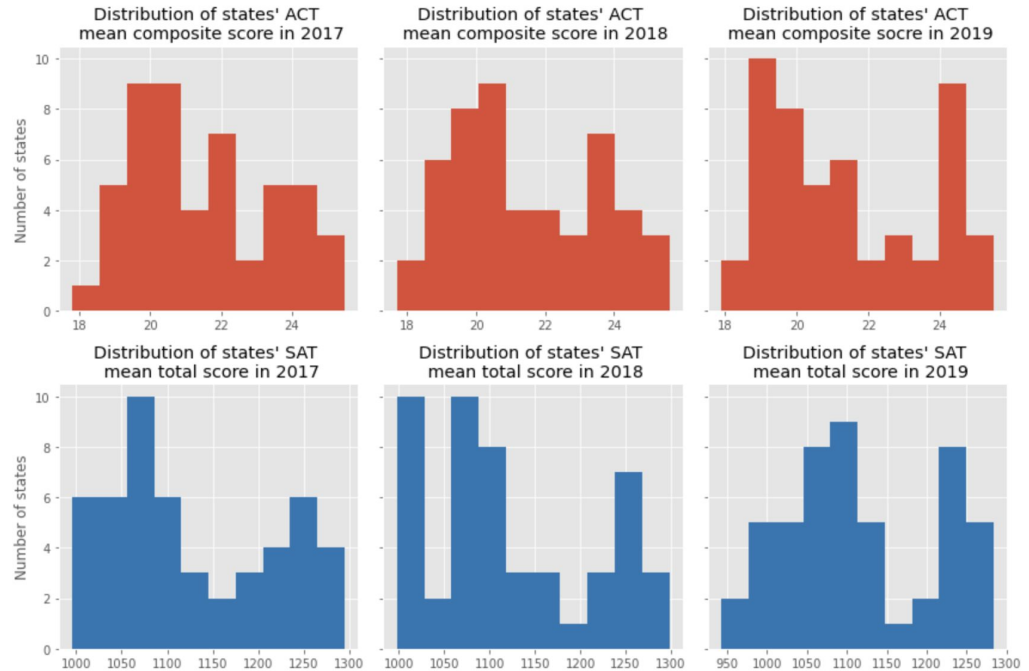 Distribution of states' ACT
mean composite score in 2017
Distribution of states' ACT
mean composite score in 2018
Distribution of states' ACT
mean composite socre in 2019
10
8
6
4
2
0
Number of states
18 20 22 24
18 20 22 24
18 20 22 24
Distribution of states' SAT
mean total score in 2017
Distribution of states' SAT
mean total score in 2018
Distribution of states' SAT
mean total score in 2019
10
8
6
4
2
0
Number of states
1000 1050 1100 1150 1200 1250 1300
1000 1050 1100 1150 1200 1250 1300
950 1000 1050 1100 1150 1200 1250 1300